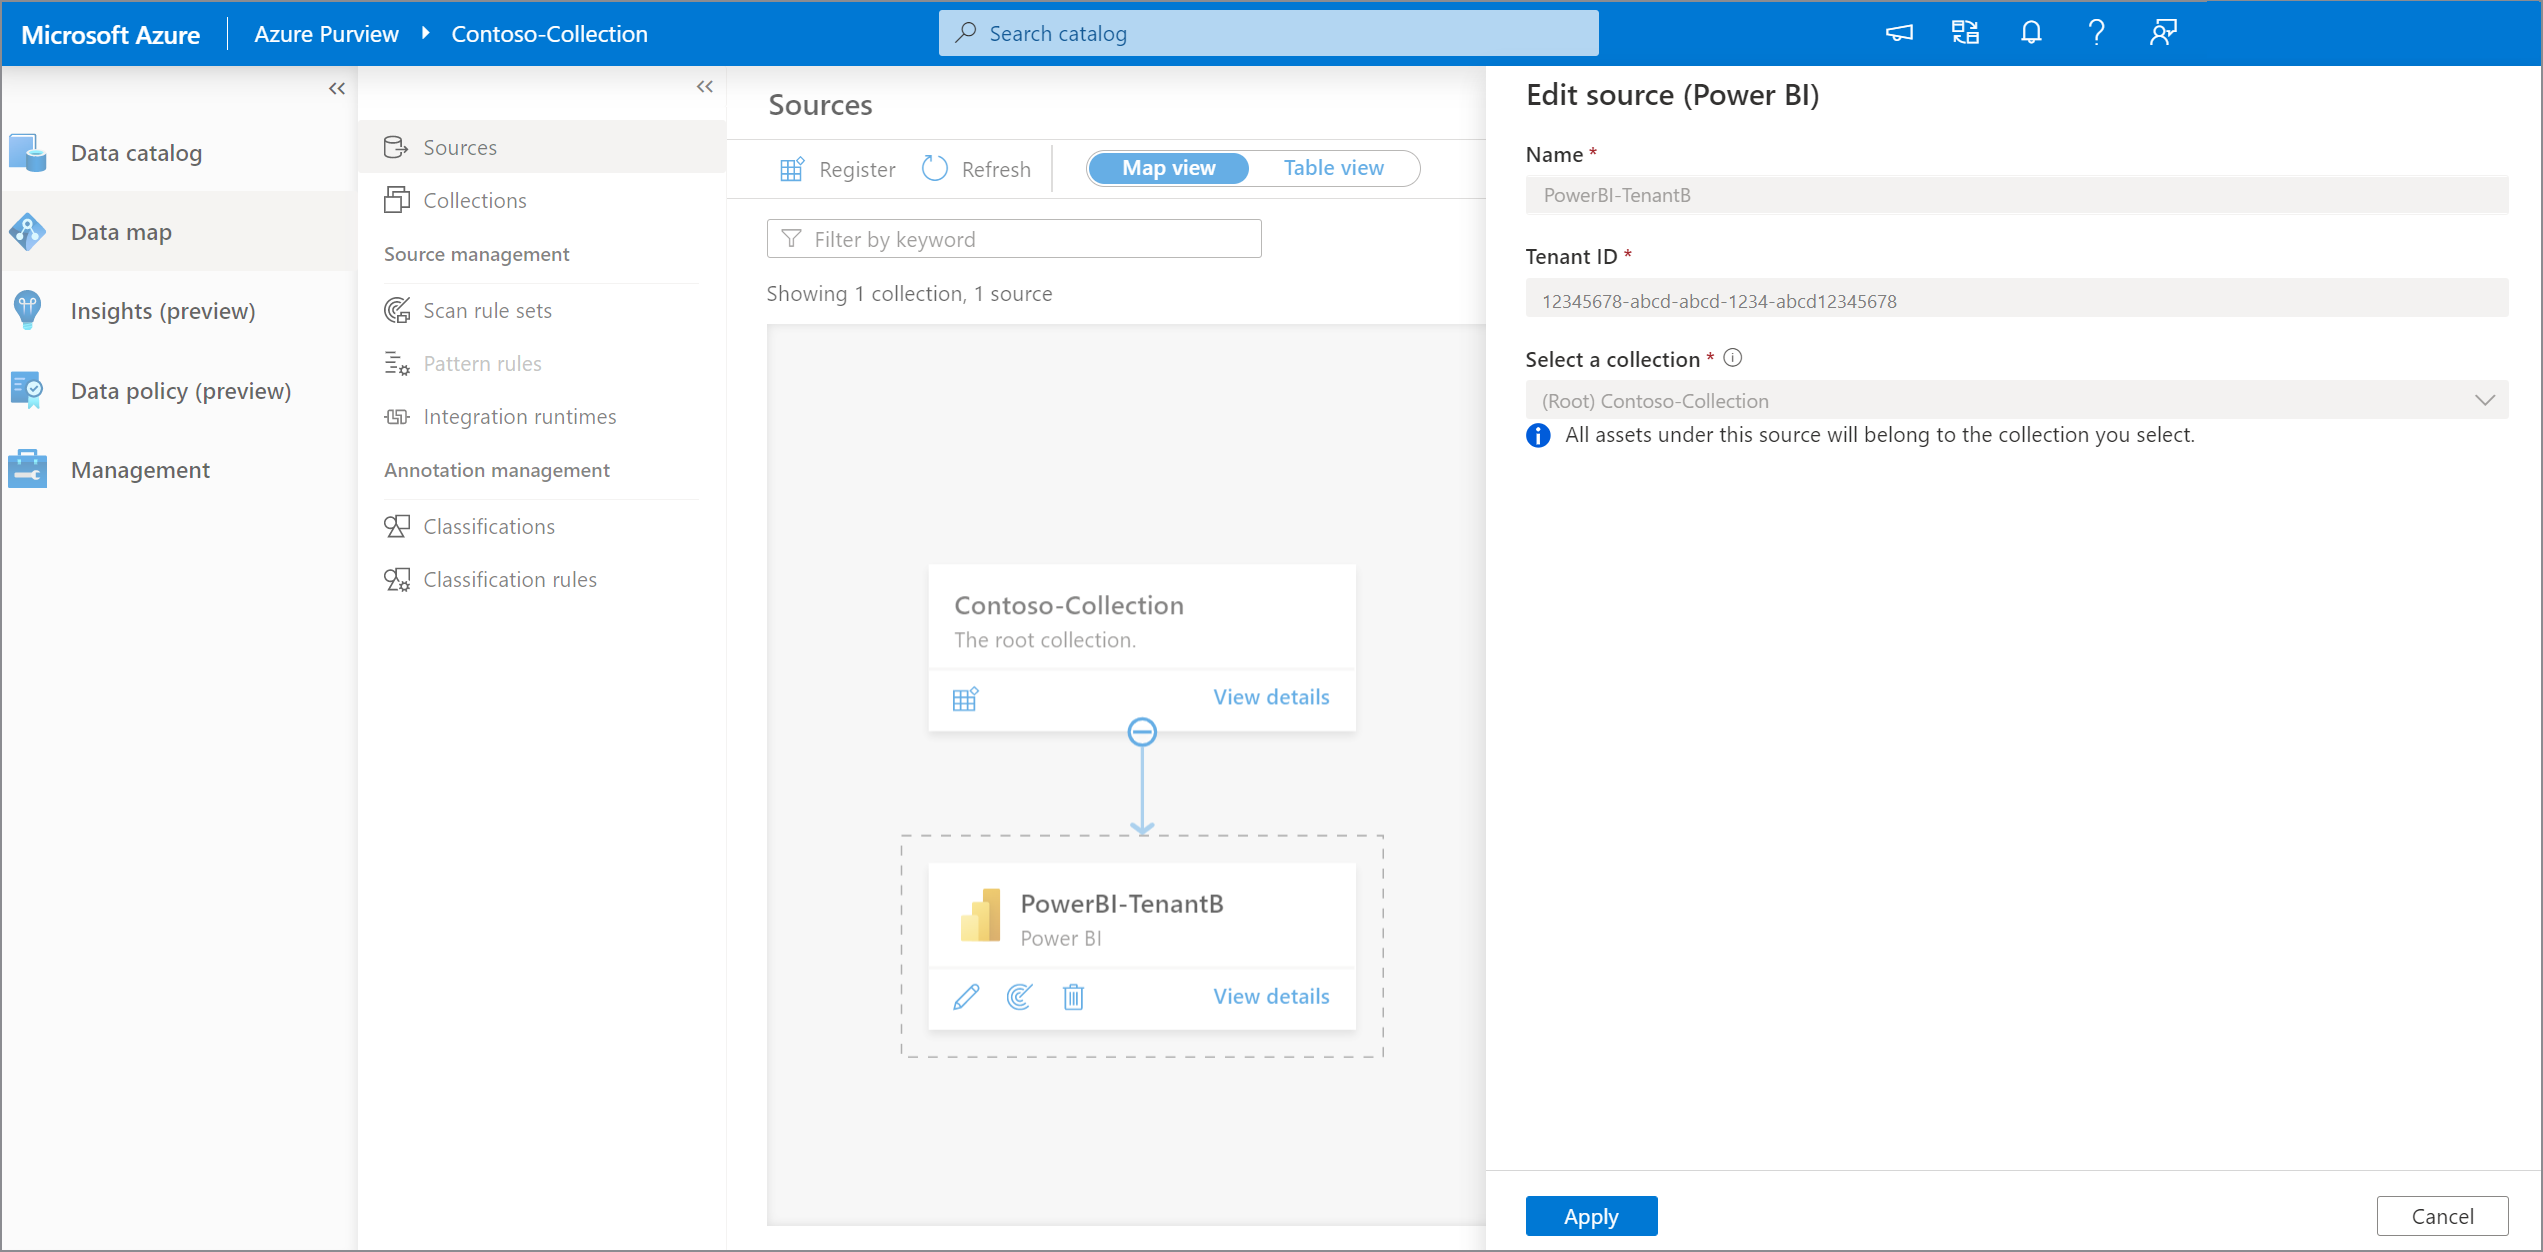 Microsoft Azure
Azure Purview
Contoso-Collection
Search catalog
Data catalog
Data map
Insights (preview)
Data policy (preview)
Management
Sources
Collections
Source management
Scan rule sets
Pattern rules
Integration runtimes
Annotation management
Classifications
Classification rules
Sources
Register
Refresh
Map view
Table view
Filter by keyword
Showing 1 collection, 1 source
Contoso-Collection
The root collection.
View details
PowerBI-TenantB
Power BI
View details
Edit source (Power BI)
Name *
PowerBI-TenantB
Tenant ID *
12345678-abcd-abcd-1234-abcd12345678
Select a collection *
(Root) Contoso-Collection
All assets under this source will belong to the collection you select.
Apply
Cancel